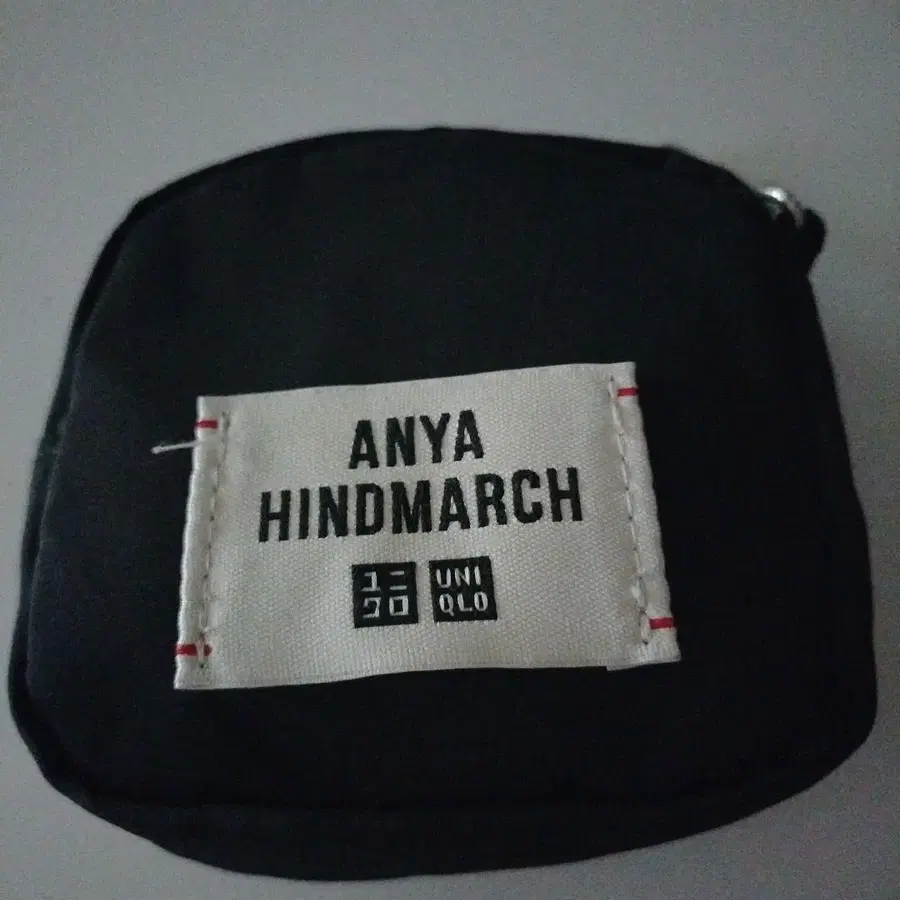 ANYA
HINDMARCH
ユニ UNI
クロ QLO